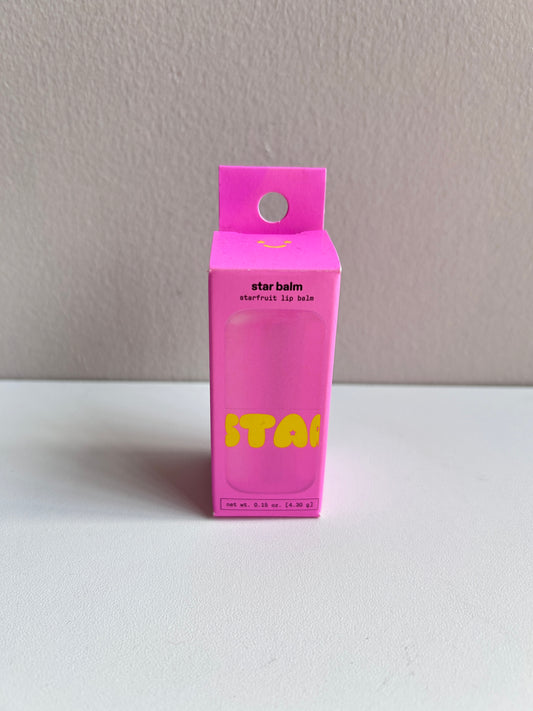 star balm
starfruit lip balm
STAR
net wt. 0.15 oz. [4.30 g]